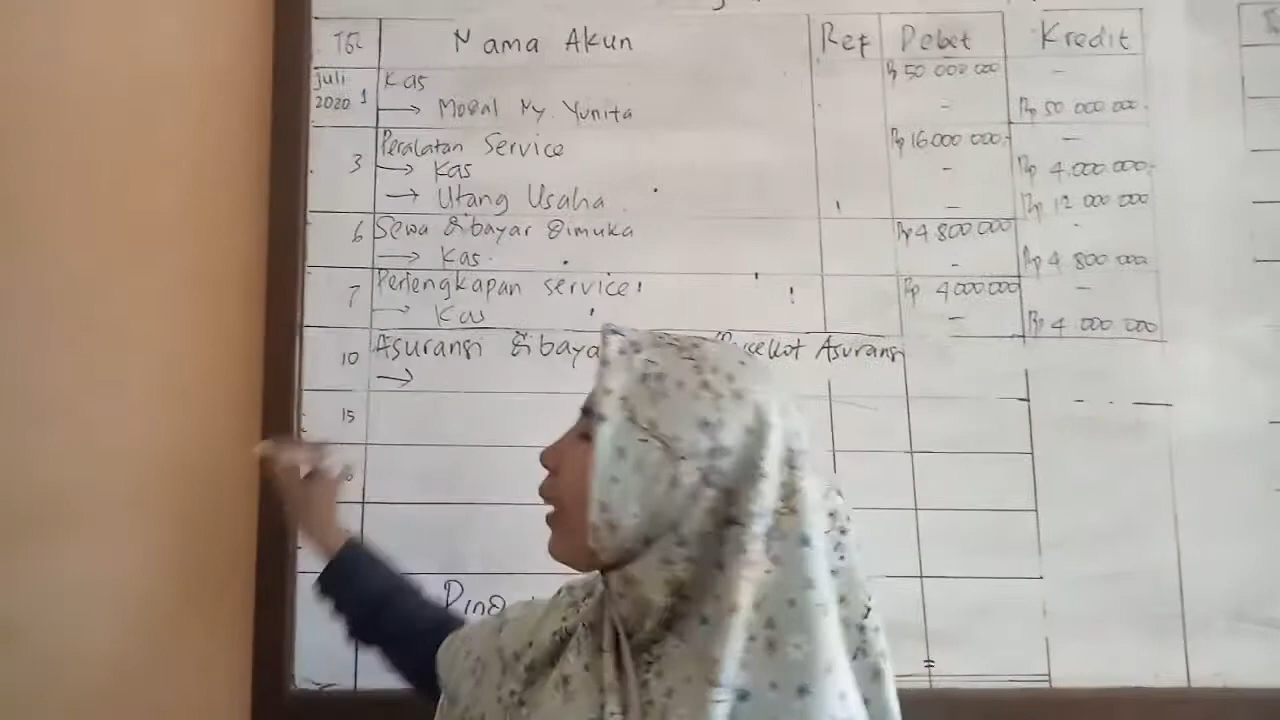 Tgl Nama Akun Ref Debet Kredit
Juli 2020 1 Kas Rp 50 000 000 -
→ Modal Ny. Yunita - Rp 50 000 000.
3 Peralatan Service Rp 16 000 000,- -
→ Kas - Rp 4.000.000,-
→ Utang Usaha - Rp 12 000 000
6 Sewa dibayar dimuka Rp 4 800 000 -
→ Kas - Rp 4 800 000
7 Perlengkapan service Rp 4 000 000 -
→ Kas - Rp 4 000 000
10 Asuransi Asuransi
→
15